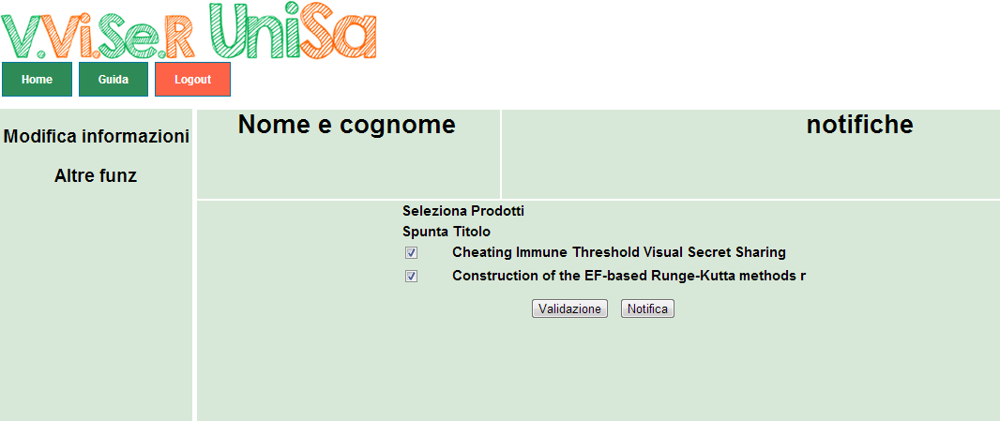 V.Vi.Se.R UniSa
Home Guida Logout
Modifica informazioni
Altre funz
Nome e cognome
notifiche
Seleziona Prodotti
Spunta Titolo
Cheating Immune Threshold Visual Secret Sharing
Construction of the EF-based Runge-Kutta methods r
Validazione Notifica